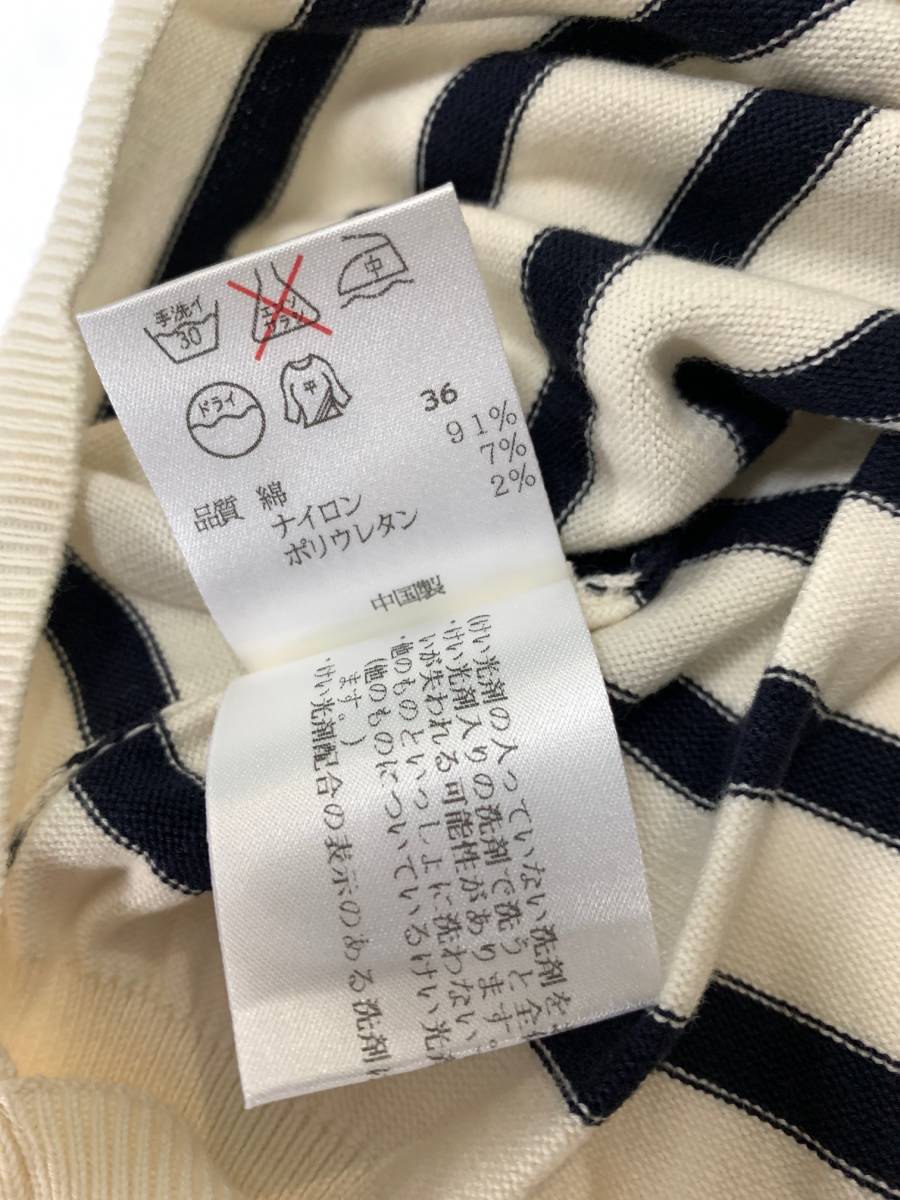 手洗イ
30
エンソ
サラシ
中
ドライ
平
36
品質 綿 91%
ナイロン 7%
ポリウレタン 2%
中国製
(けい光剤の入っていない洗剤を
・けい光剤入りの洗剤で洗うと全
いが失われる可能性があります。
・他のものといっしょに洗わない
(他のものについているけい光
ます。)
・けい光剤配合の表示のある洗剤